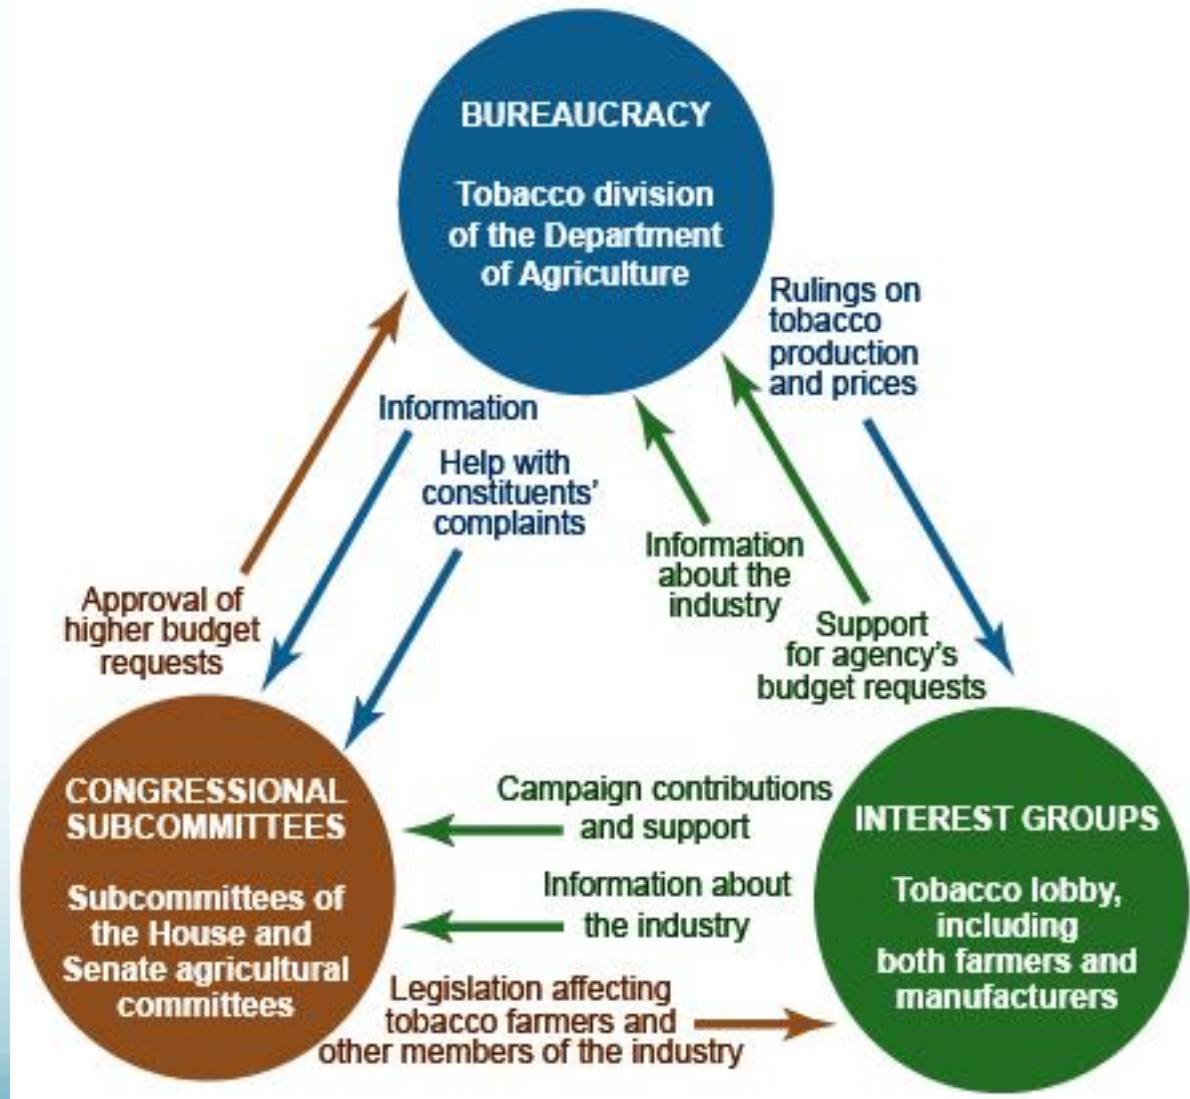 BUREAUCRACY
Tobacco division
of the Department
of Agriculture
Rulings on
tobacco
production
and prices
Information
Help with
constituents’
complaints
Information
about the
industry
Support
for agency’s
budget requests
Approval of
higher budget
requests
CONGRESSIONAL
SUBCOMMITTEES
Subcommittees of
the House and
Senate agricultural
committees
Campaign contributions
and support
Information about
the industry
Legislation affecting
tobacco farmers and
other members of the industry
INTEREST GROUPS
Tobacco lobby,
including
both farmers and
manufacturers